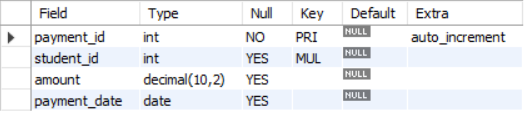 Field Type Null Key Default Extra
payment_id int NO PRI NULL auto_increment
student_id int YES MUL NULL
amount decimal(10,2) YES NULL
payment_date date YES NULL